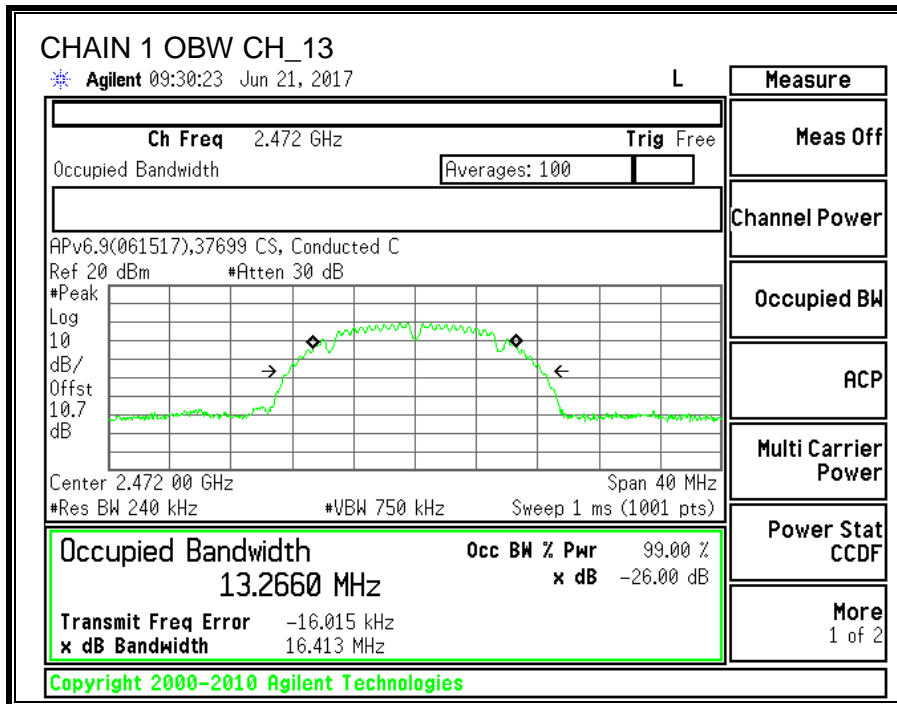 CHAIN 1 OBW CH_13
Agilent 09:30:23 Jun 21, 2017 L
Measure
Ch Freq 2.472 GHz Trig Free
Meas Off
Occupied Bandwidth Averages: 100
Channel Power
APv6.9(061517),37699 CS, Conducted C
Ref 20 dBm #Atten 30 dB
#Peak
Log
10
dB/
Offst
10.7
dB
Occupied BW
ACP
Multi Carrier
Power
Center 2.472 00 GHz Span 40 MHz
#Res BW 240 kHz #VBW 750 kHz Sweep 1 ms (1001 pts)
Power Stat
CCDF
Occupied Bandwidth Occ BW % Pwr 99.00 %
13.2660 MHz x dB -26.00 dB
Transmit Freq Error -16.015 kHz
x dB Bandwidth 16.413 MHz
More
1 of 2
Copyright 2000-2010 Agilent Technologies